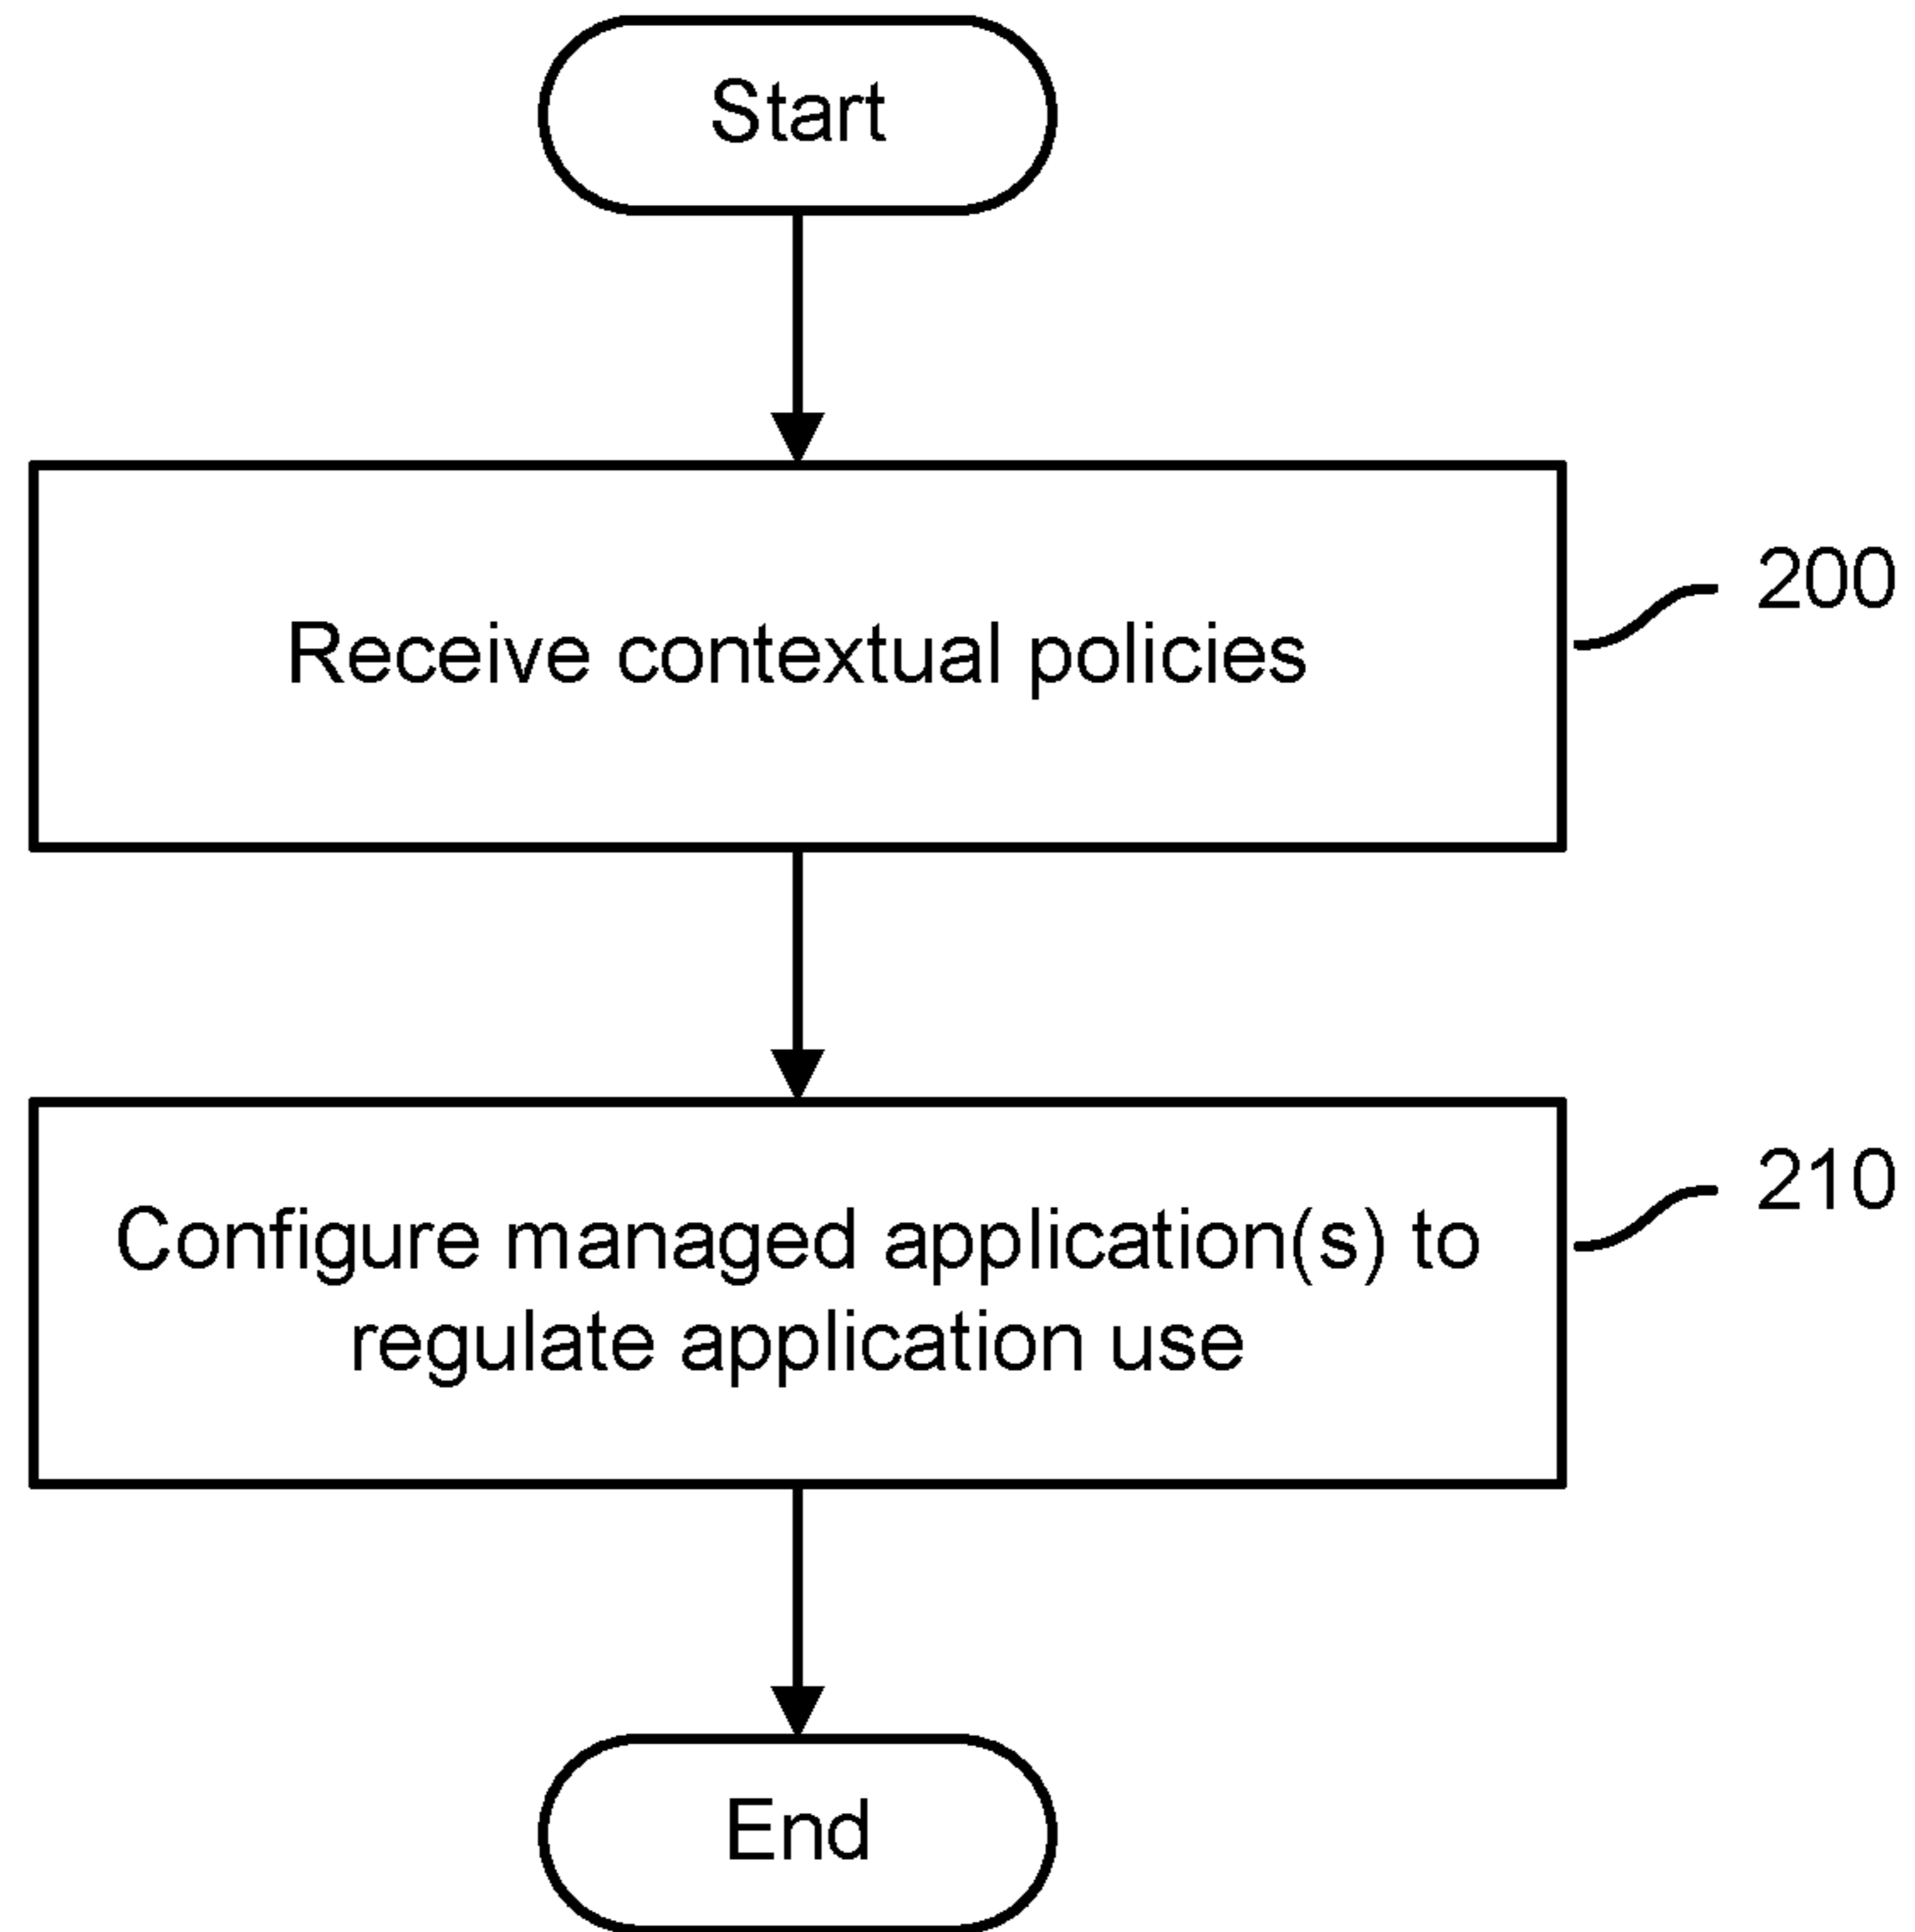 Start
200
Receive contextual policies
210
Configure managed application(s) to
regulate application use
End